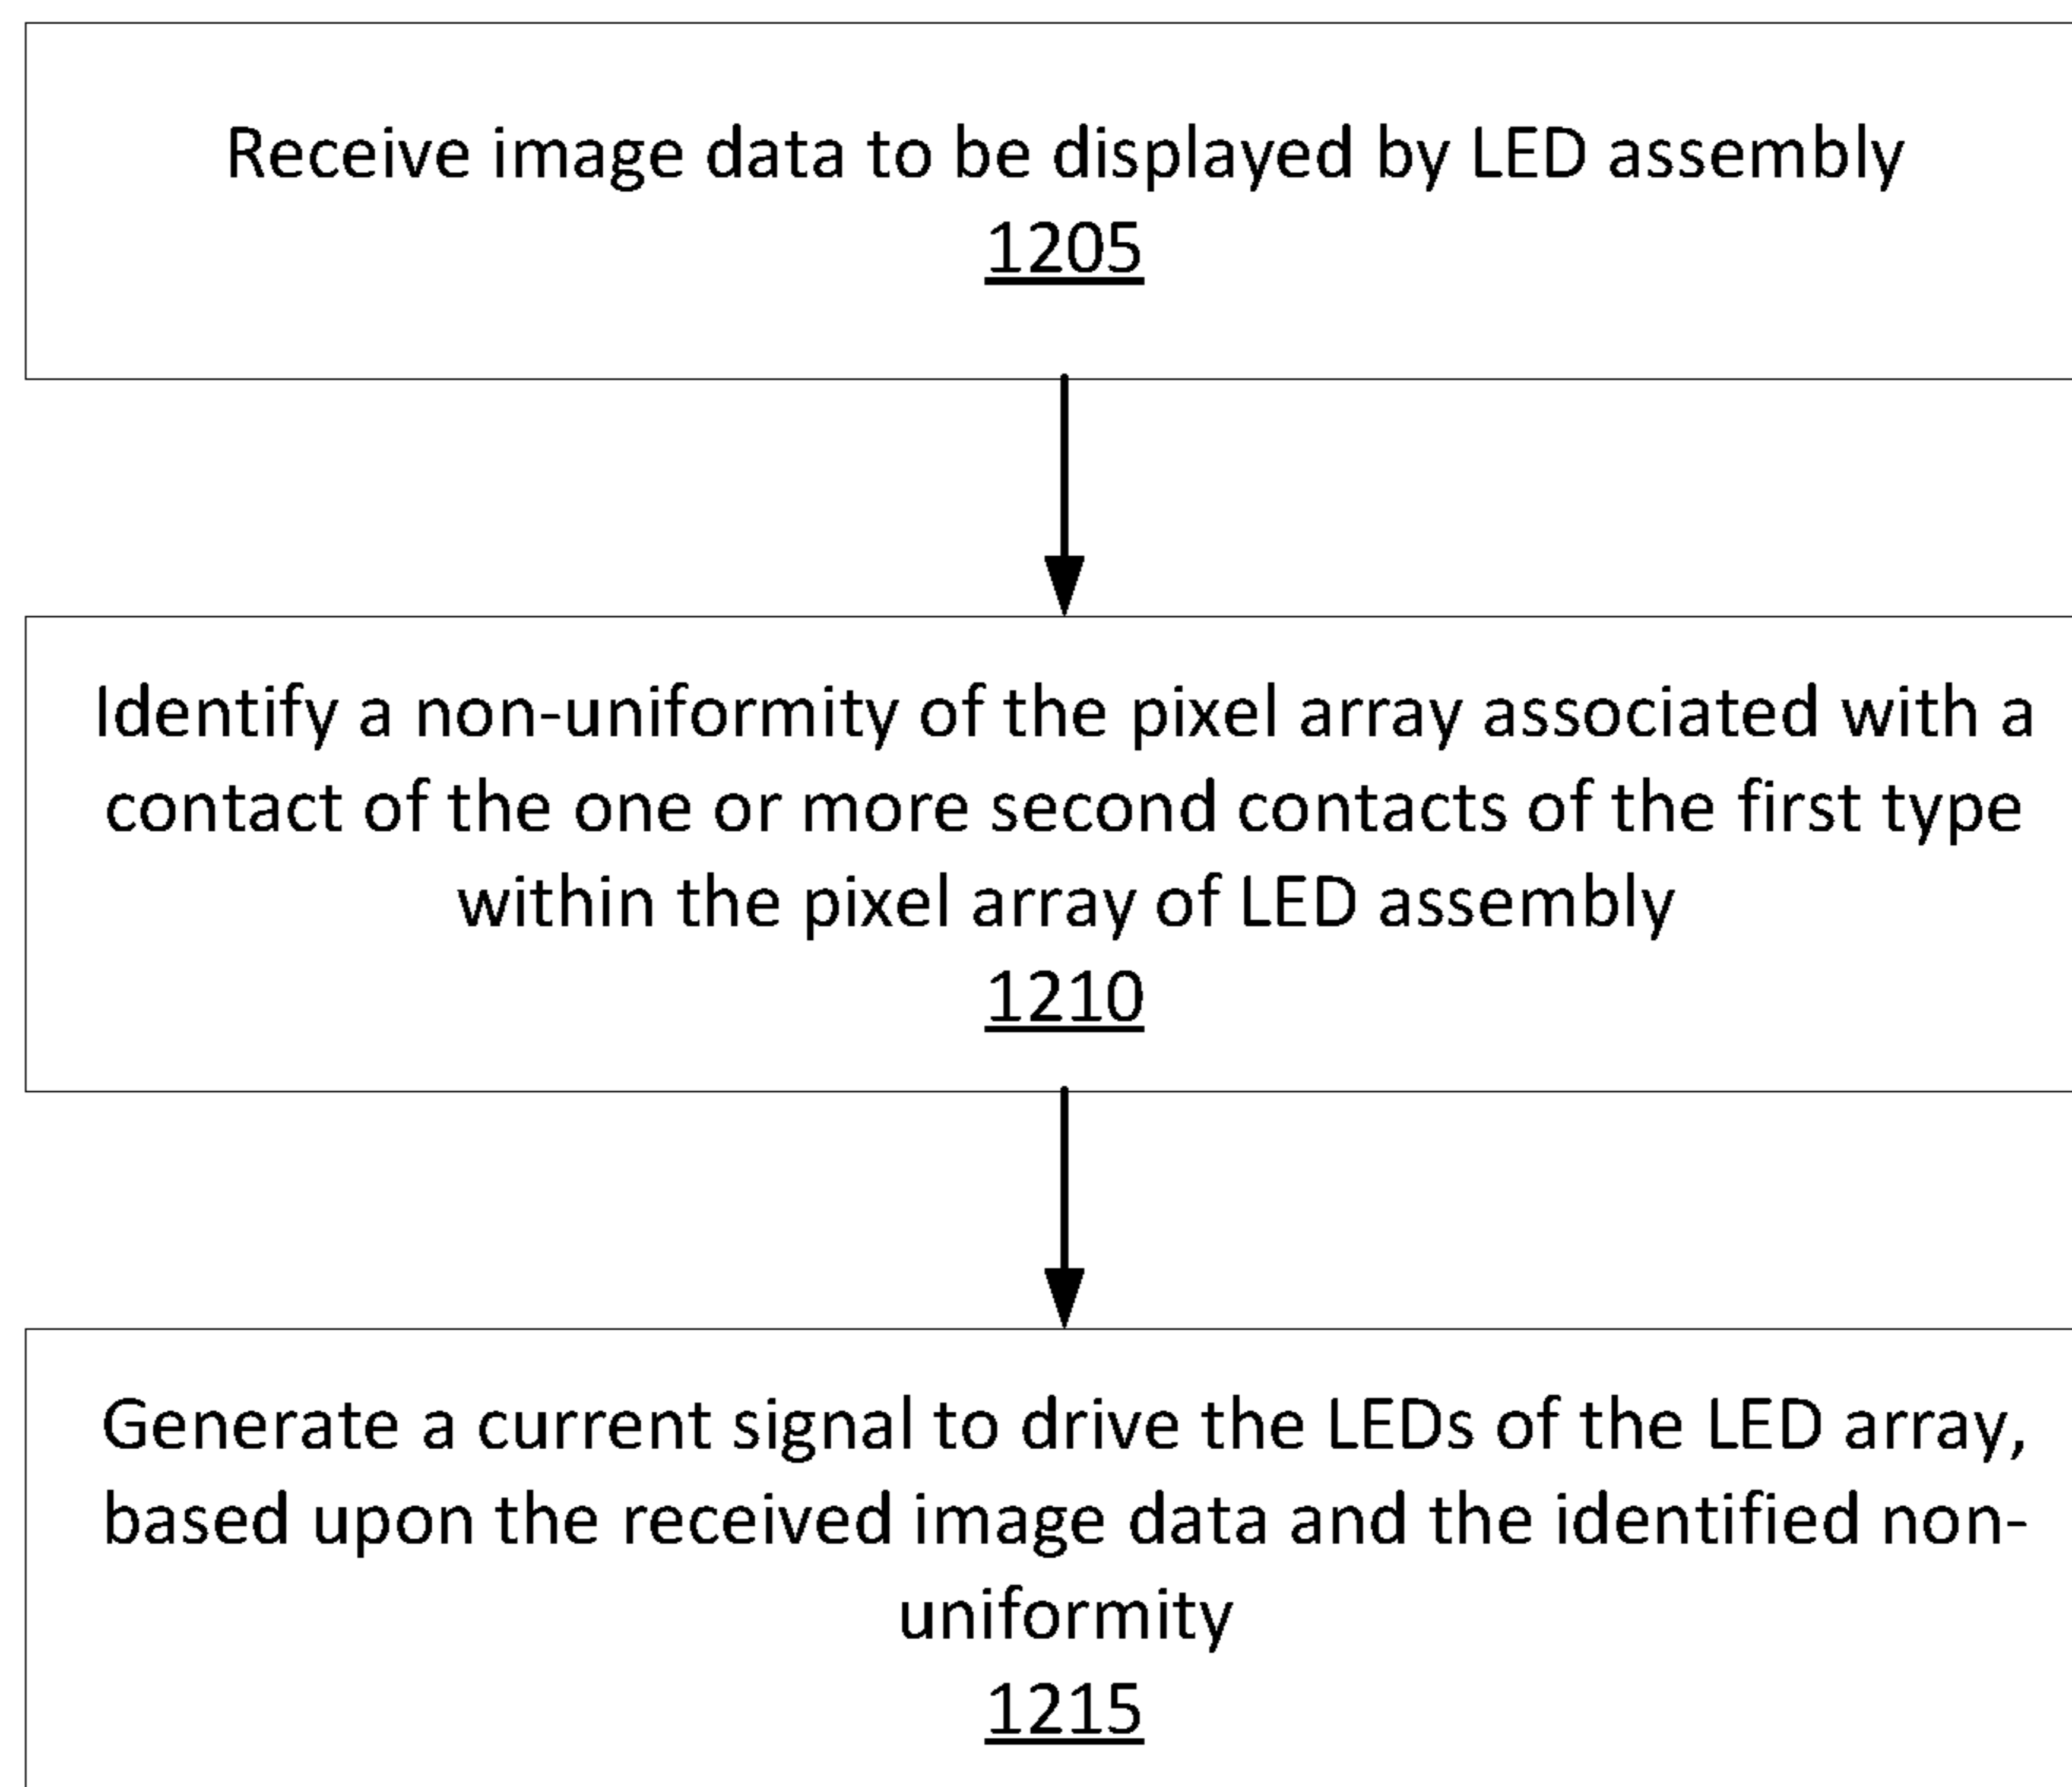 Receive image data to be displayed by LED assembly
1205
Identify a non-uniformity of the pixel array associated with a
contact of the one or more second contacts of the first type
within the pixel array of LED assembly
1210
Generate a current signal to drive the LEDs of the LED array,
based upon the received image data and the identified non-
uniformity
1215